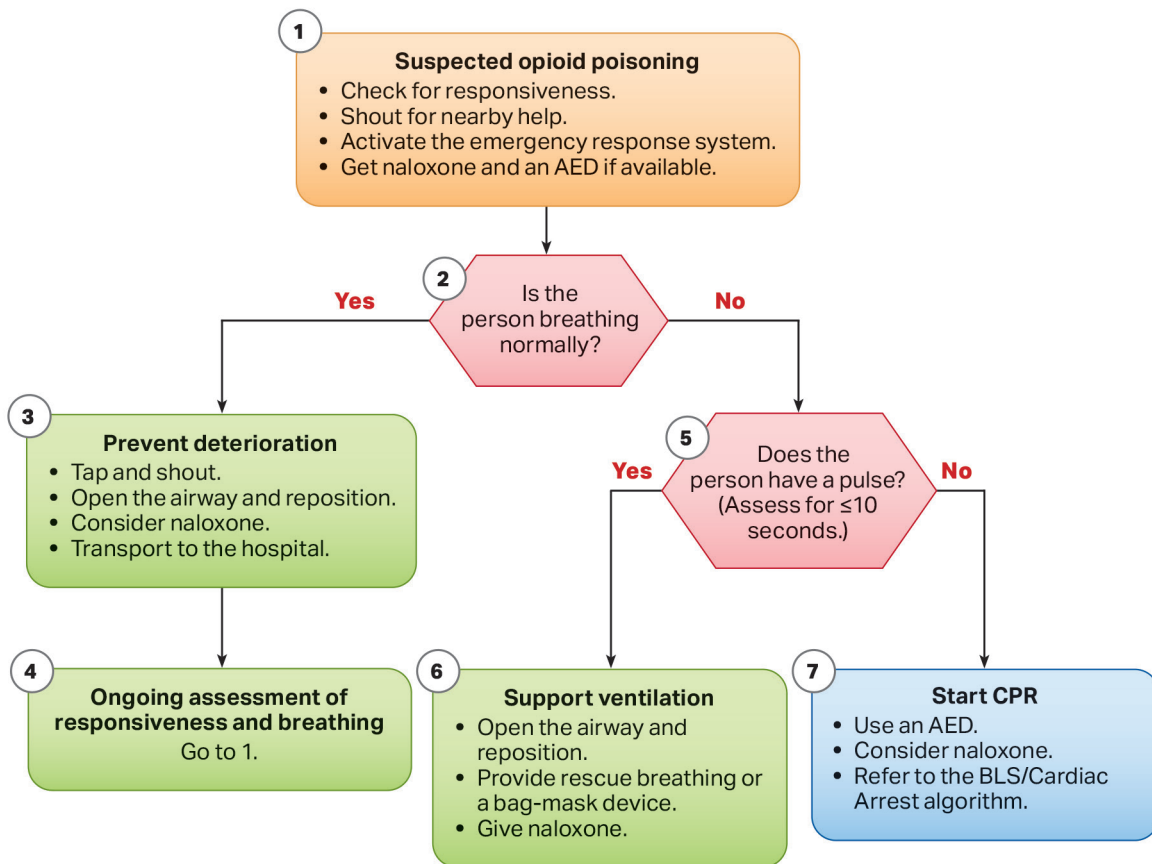 1
Suspected opioid poisoning
• Check for responsiveness.
• Shout for nearby help.
• Activate the emergency response system.
• Get naloxone and an AED if available.
2
Is the
person breathing
normally?
Yes
No
3
Prevent deterioration
• Tap and shout.
• Open the airway and reposition.
• Consider naloxone.
• Transport to the hospital.
4
Ongoing assessment of
responsiveness and breathing
Go to 1.
5
Does the
person have a pulse?
(Assess for ≤10
seconds.)
Yes
No
6
Support ventilation
• Open the airway and
reposition.
• Provide rescue breathing or
a bag-mask device.
• Give naloxone.
7
Start CPR
• Use an AED.
• Consider naloxone.
• Refer to the BLS/Cardiac
Arrest algorithm.